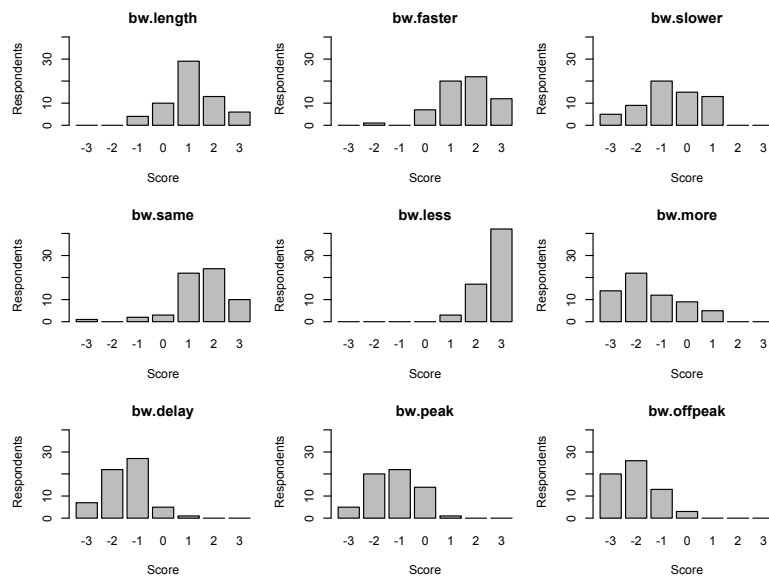 bw.length
bw.faster
bw.slower
Respondents
0 10 30
-3 -2 -1 0 1 2 3
Score
Respondents
0 10 30
-3 -2 -1 0 1 2 3
Score
Respondents
0 10 30
-3 -2 -1 0 1 2 3
Score
bw.same
bw.less
bw.more
Respondents
0 10 30
-3 -2 -1 0 1 2 3
Score
Respondents
0 10 30
-3 -2 -1 0 1 2 3
Score
Respondents
0 10 30
-3 -2 -1 0 1 2 3
Score
bw.delay
bw.peak
bw.offpeak
Respondents
0 10 30
-3 -2 -1 0 1 2 3
Score
Respondents
0 10 30
-3 -2 -1 0 1 2 3
Score
Respondents
0 10 30
-3 -2 -1 0 1 2 3
Score